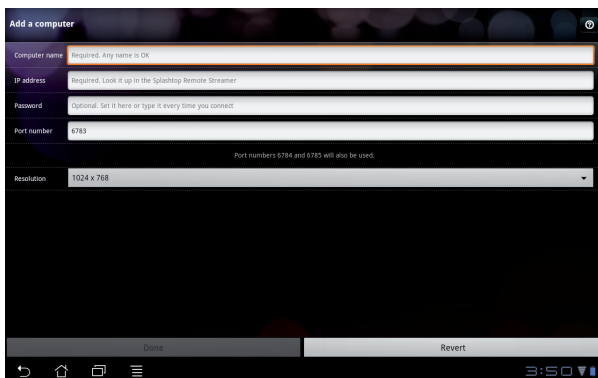 Add a computer
Computer name Required. Any name is OK
IP address Required. Look it up in the Splashtop Remote Streamer
Password Optional. Set it here or type it every time you connect
Port number 6783
Port numbers 6784 and 6785 will also be used.
Resolution 1024 x 768
Done Revert
3:50